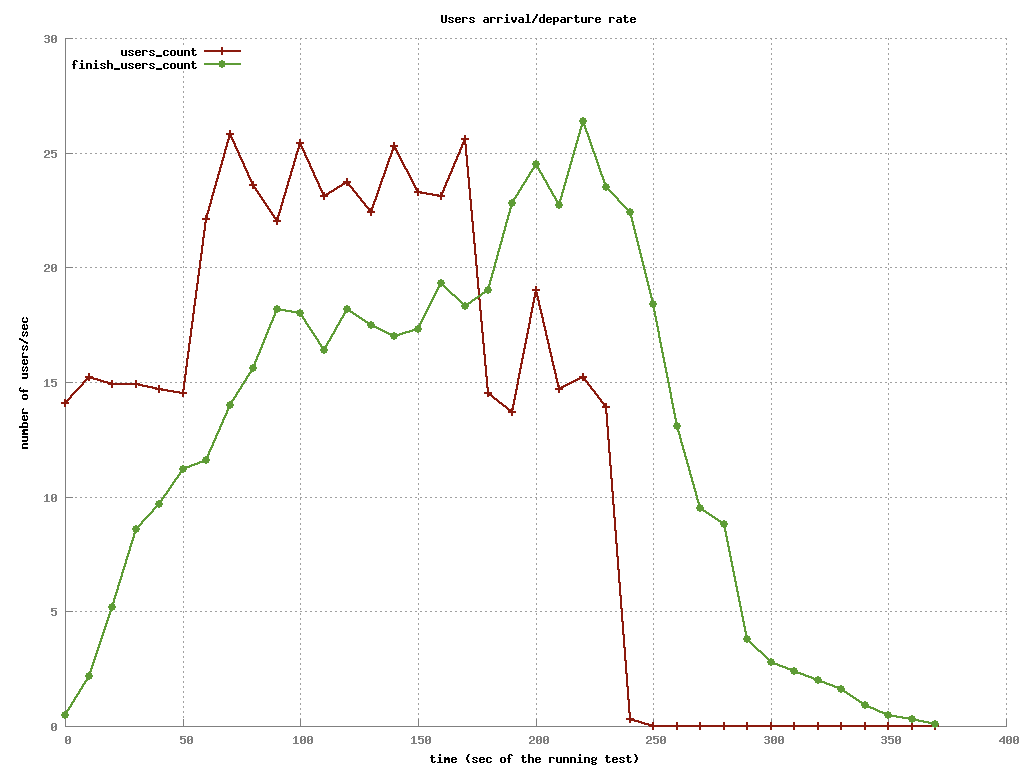 Users arrival/departure rate
users_count
finish_users_count
30
25
20
15
10
5
0
number of users/sec
0 50 100 150 200 250 300 350 400
time (sec of the running test)